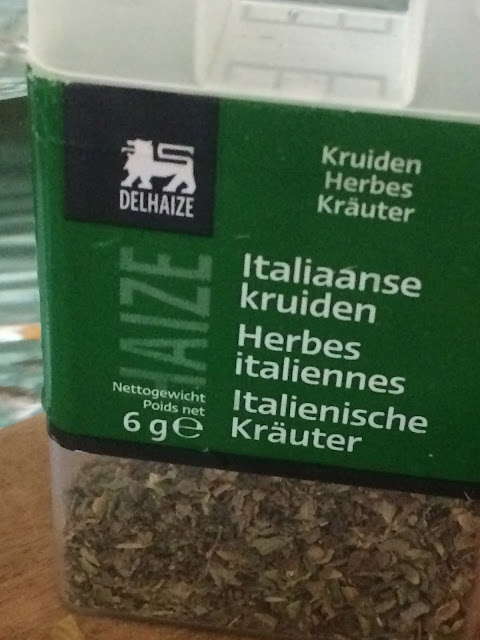 DELHAIZE
Kruiden
Herbes
Kräuter
Italiaanse
kruiden
Herbes
italiennes
Italienische
Kräuter
HAIZE
Nettogewicht
Poids net
6 g℮